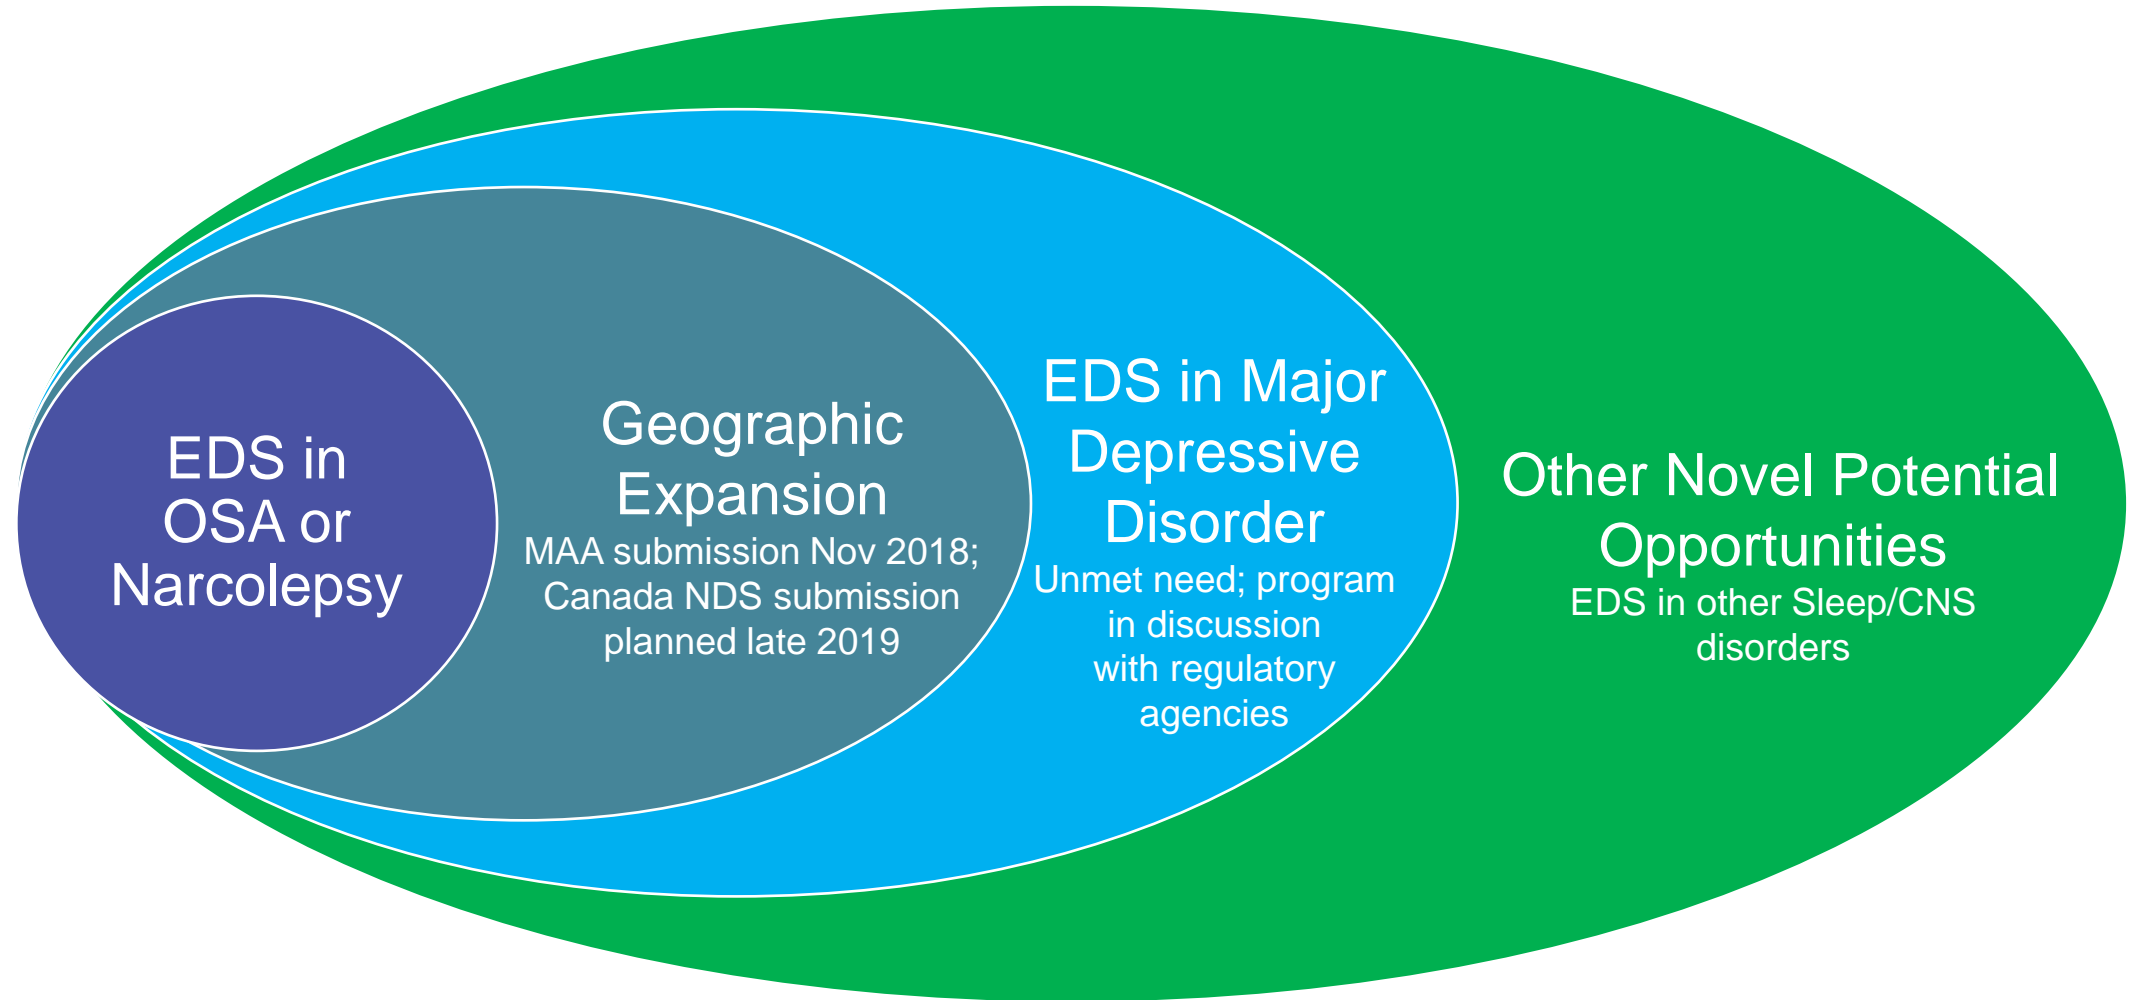 EDS in
OSA or
Narcolepsy
Geographic
Expansion
MAA submission Nov 2018;
Canada NDS submission
planned late 2019
EDS in Major
Depressive
Disorder
Unmet need; program
in discussion
with regulatory
agencies
Other Novel Potential
Opportunities
EDS in other Sleep/CNS
disorders